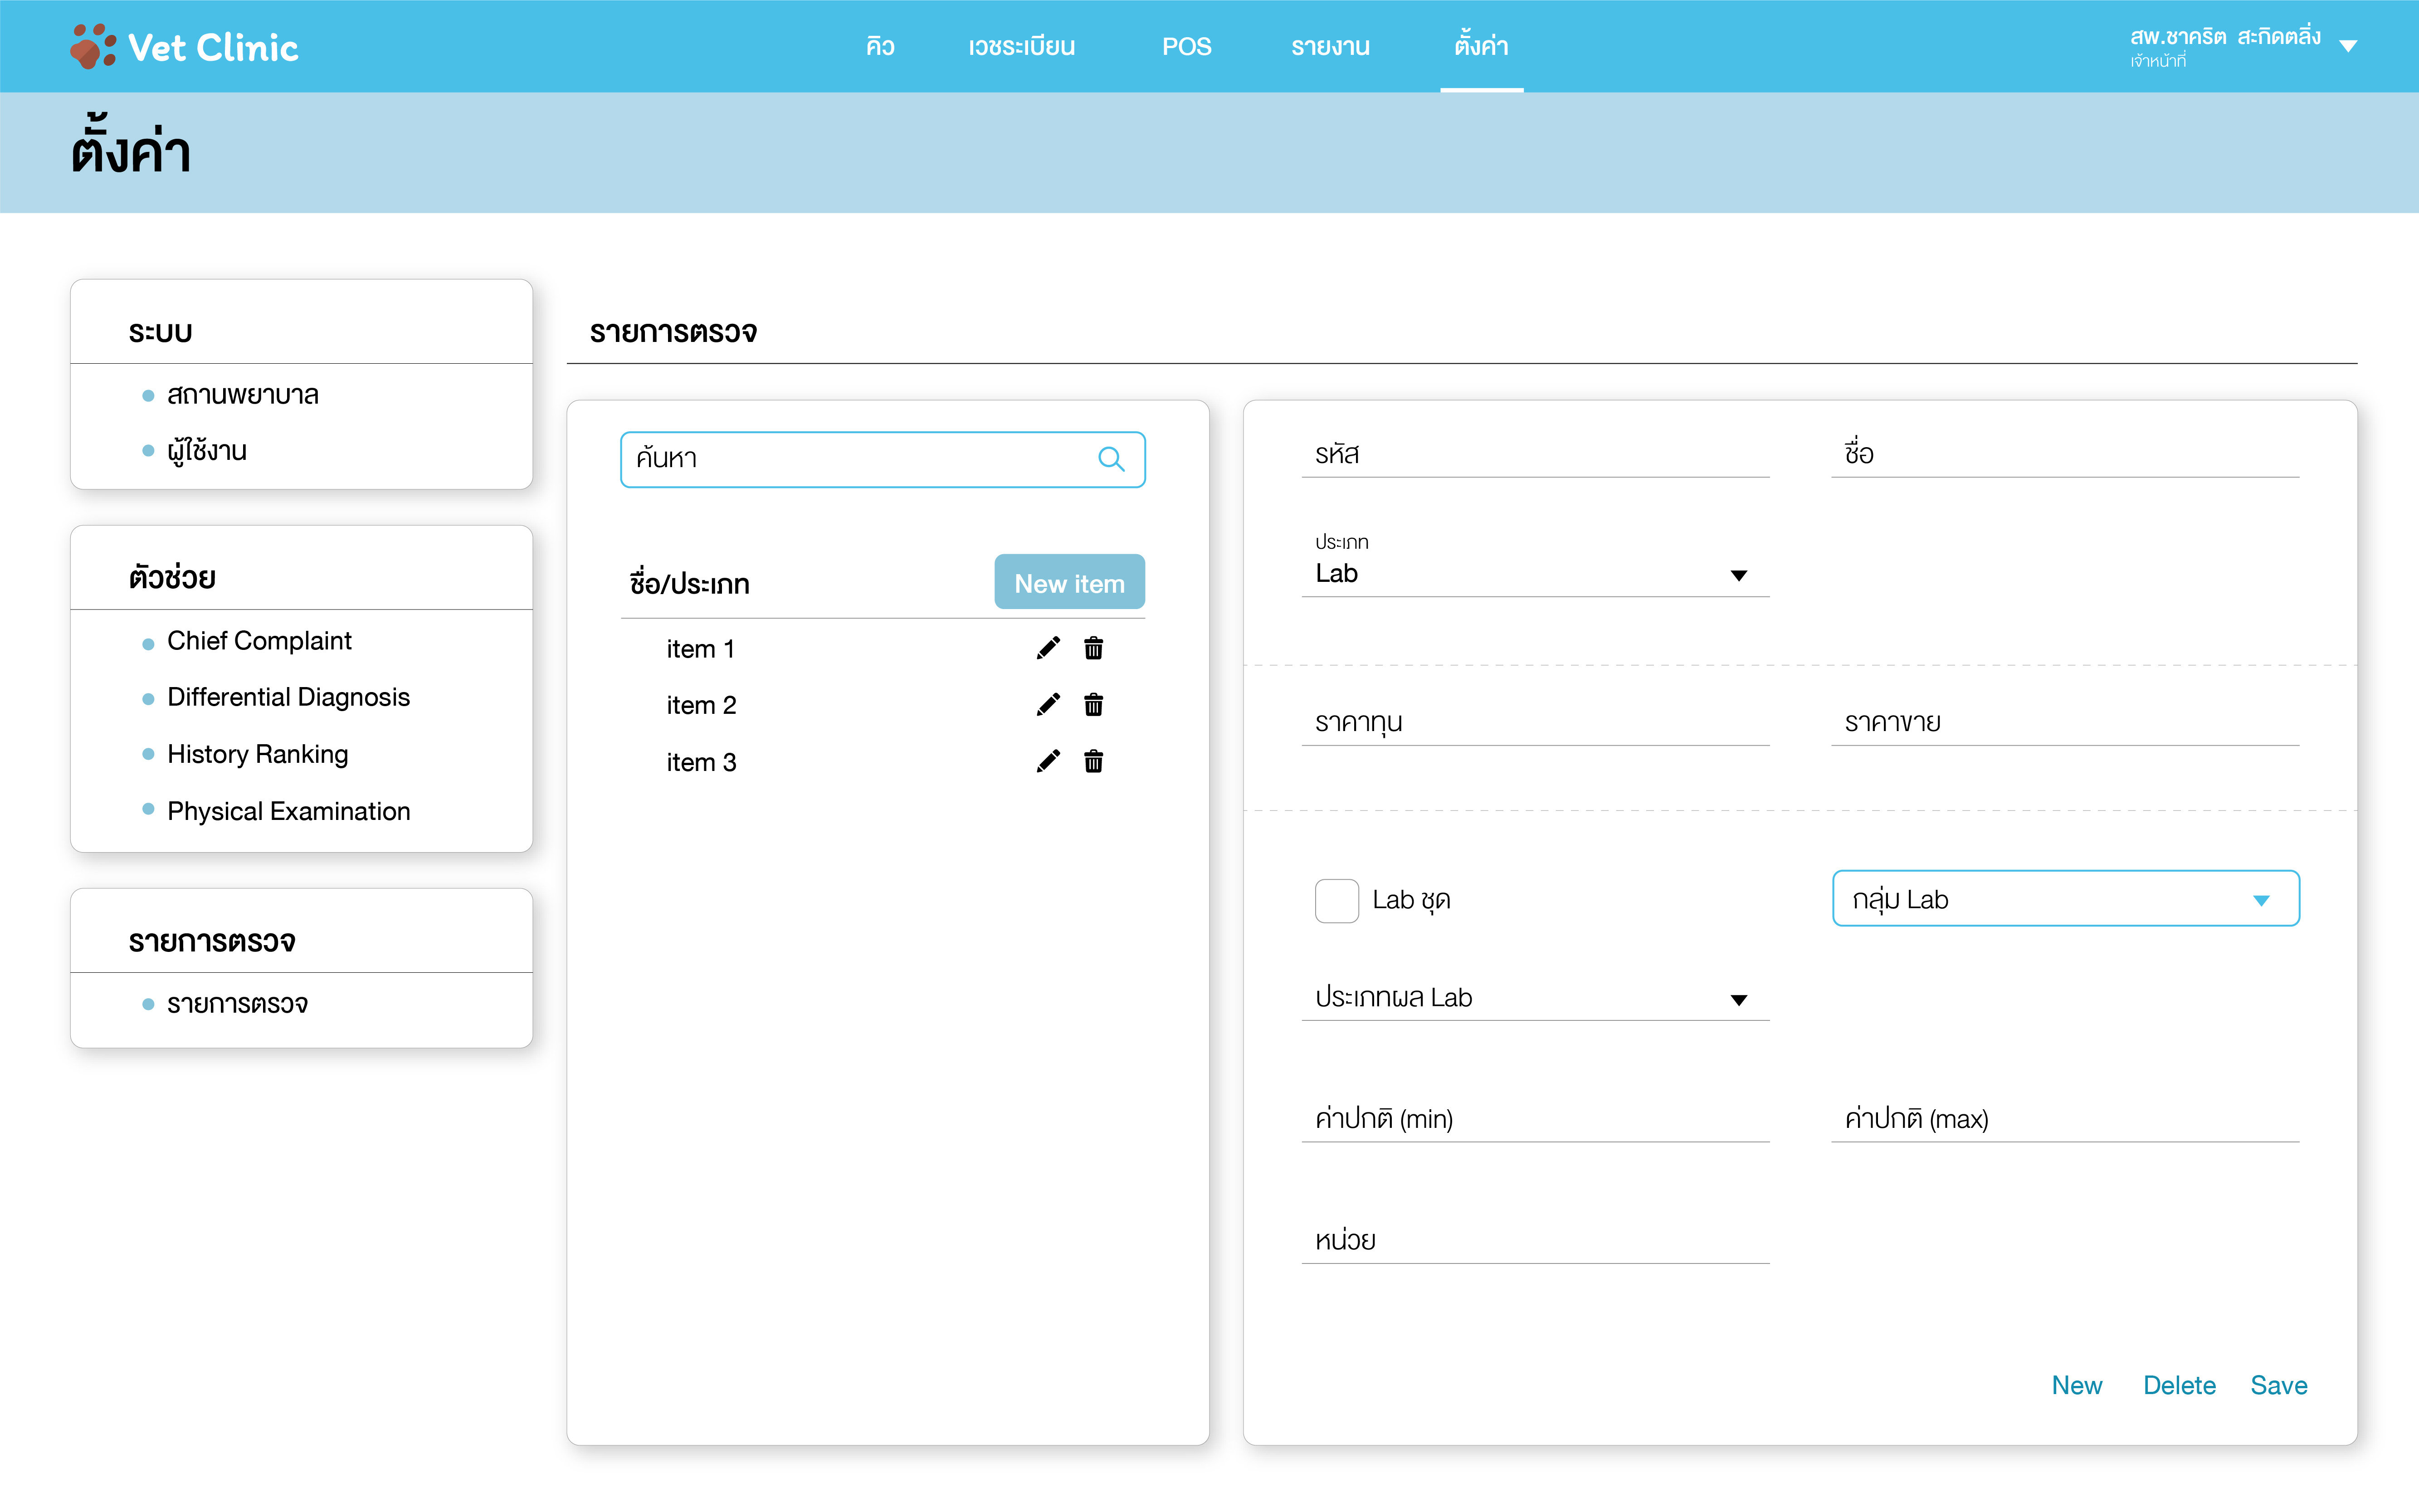 Vet Clinic
คิว
เวชระเบียน
POS
รายงาน
ตั้งค่า
สพ.ชาคริต สะกิดตลิ่ง
เจ้าหน้าที่
ตั้งค่า
ระบบ
สถานพยาบาล
ผู้ใช้งาน
ตัวช่วย
Chief Complaint
Differential Diagnosis
History Ranking
Physical Examination
รายการตรวจ
รายการตรวจ
รายการตรวจ
ค้นหา
ชื่อ/ประเภท
New item
item 1
item 2
item 3
รหัส
ชื่อ
ประเภท
Lab
ราคาทุน
ราคาขาย
Lab ชุด
กลุ่ม Lab
ประเภทผล Lab
ค่าปกติ (min)
ค่าปกติ (max)
หน่วย
New
Delete
Save